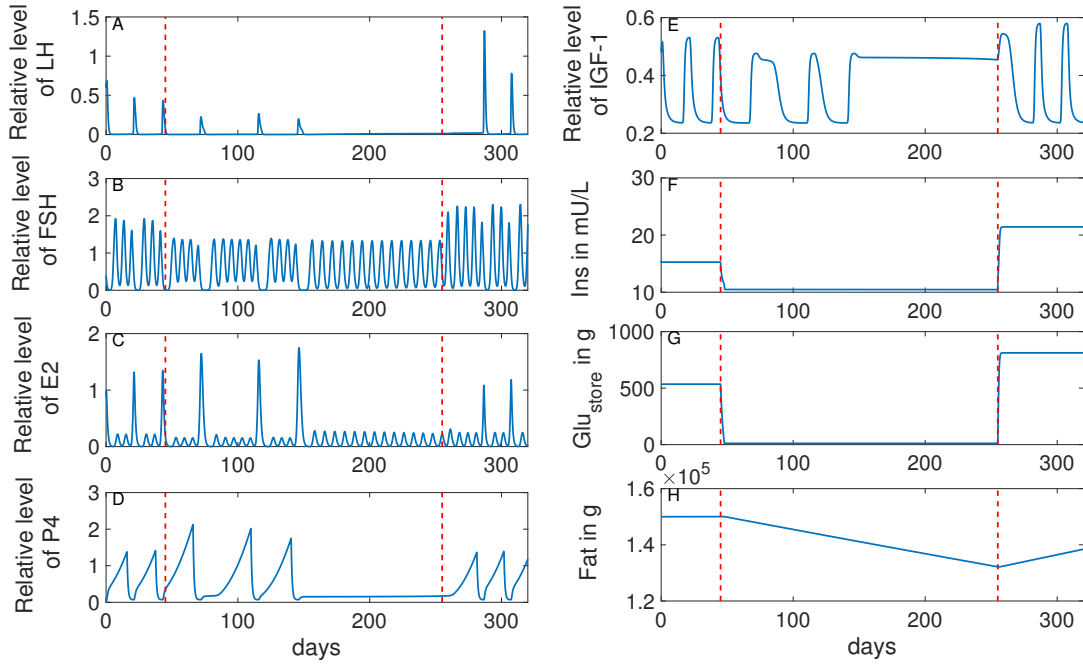 A
Relative level
of LH
1.5
1
0.5
0
0 100 200 300
B
Relative level
of FSH
3
2
1
0
0 100 200 300
C
Relative level
of E2
2
1
0
0 100 200 300
D
Relative level
of P4
3
2
1
0
0 100 200 300
days
E
Relative level
of IGF-1
0.6
0.4
0.2
0 100 200 300
F
Ins in mU/L
30
20
10
0 100 200 300
G
Glustore in g
1000
500
0
0 100 200 300
×10^5
H
Fat in g
1.6
1.4
1.2
0 100 200 300
days